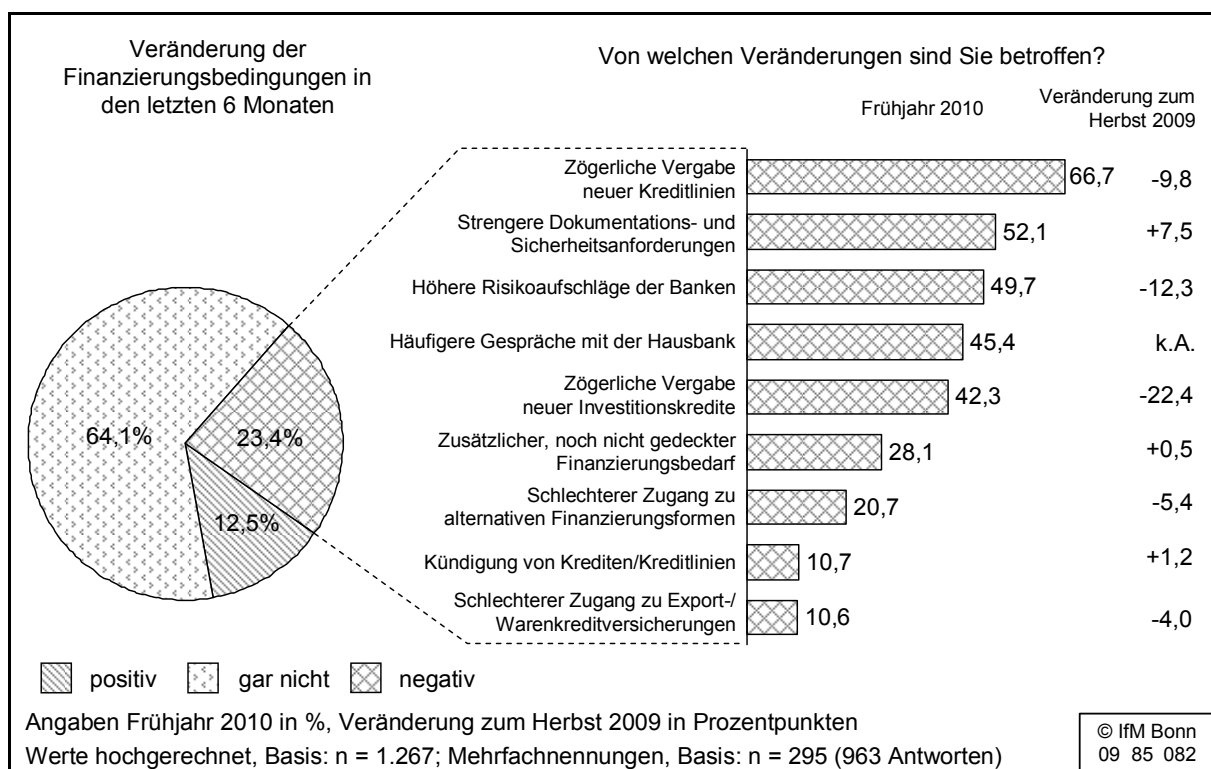 Veränderung der
Finanzierungsbedingungen in
den letzten 6 Monaten
Von welchen Veränderungen sind Sie betroffen?
Frühjahr 2010
Veränderung zum
Herbst 2009
Zögerliche Vergabe
neuer Kreditlinien
66,7
-9,8
Strengere Dokumentations- und
Sicherheitsanforderungen
52,1
+7,5
Höhere Risikoaufschläge der Banken
49,7
-12,3
Häufigere Gespräche mit der Hausbank
45,4
k.A.
Zögerliche Vergabe
neuer Investitionskredite
42,3
-22,4
Zusätzlicher, noch nicht gedeckter
Finanzierungsbedarf
28,1
+0,5
Schlechterer Zugang zu
alternativen Finanzierungsformen
20,7
-5,4
Kündigung von Krediten/Kreditlinien
10,7
+1,2
Schlechterer Zugang zu Export-/
Warenkreditversicherungen
10,6
-4,0
64,1%
23,4%
12,5%
positiv
gar nicht
negativ
Angaben Frühjahr 2010 in %, Veränderung zum Herbst 2009 in Prozentpunkten
Werte hochgerechnet, Basis: n = 1.267; Mehrfachnennungen, Basis: n = 295 (963 Antworten)
© IfM Bonn
09 85 082